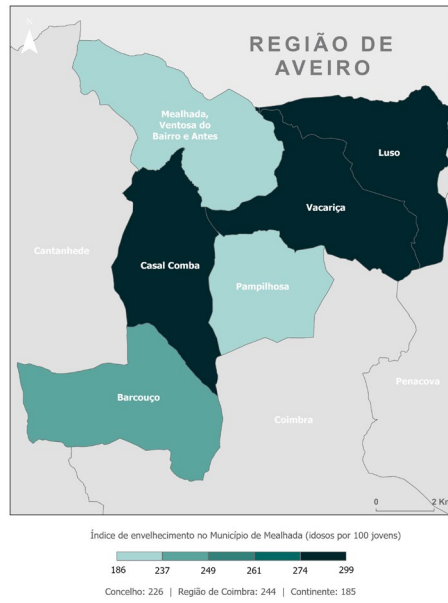 N
REGIÃO DE
AVEIRO
Mealhada,
Ventosa do
Bairro e Antes
Luso
Vacariça
Cantanhede
Casal Comba
Pampilhosa
Penacova
Barcouço
Coimbra
0 2 Km
Índice de envelhecimento no Município de Mealhada (idosos por 100 jovens)
186 237 249 261 274 299
Concelho: 226 | Região de Coimbra: 244 | Continente: 185